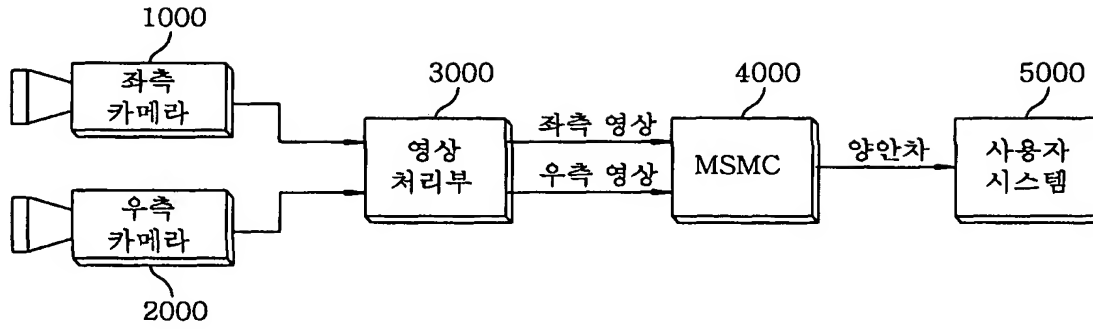 1000
좌측
카메라
우측
카메라
2000
3000
영상
처리부
좌측 영상
우측 영상
4000
MSMC
양안차
5000
사용자
시스템